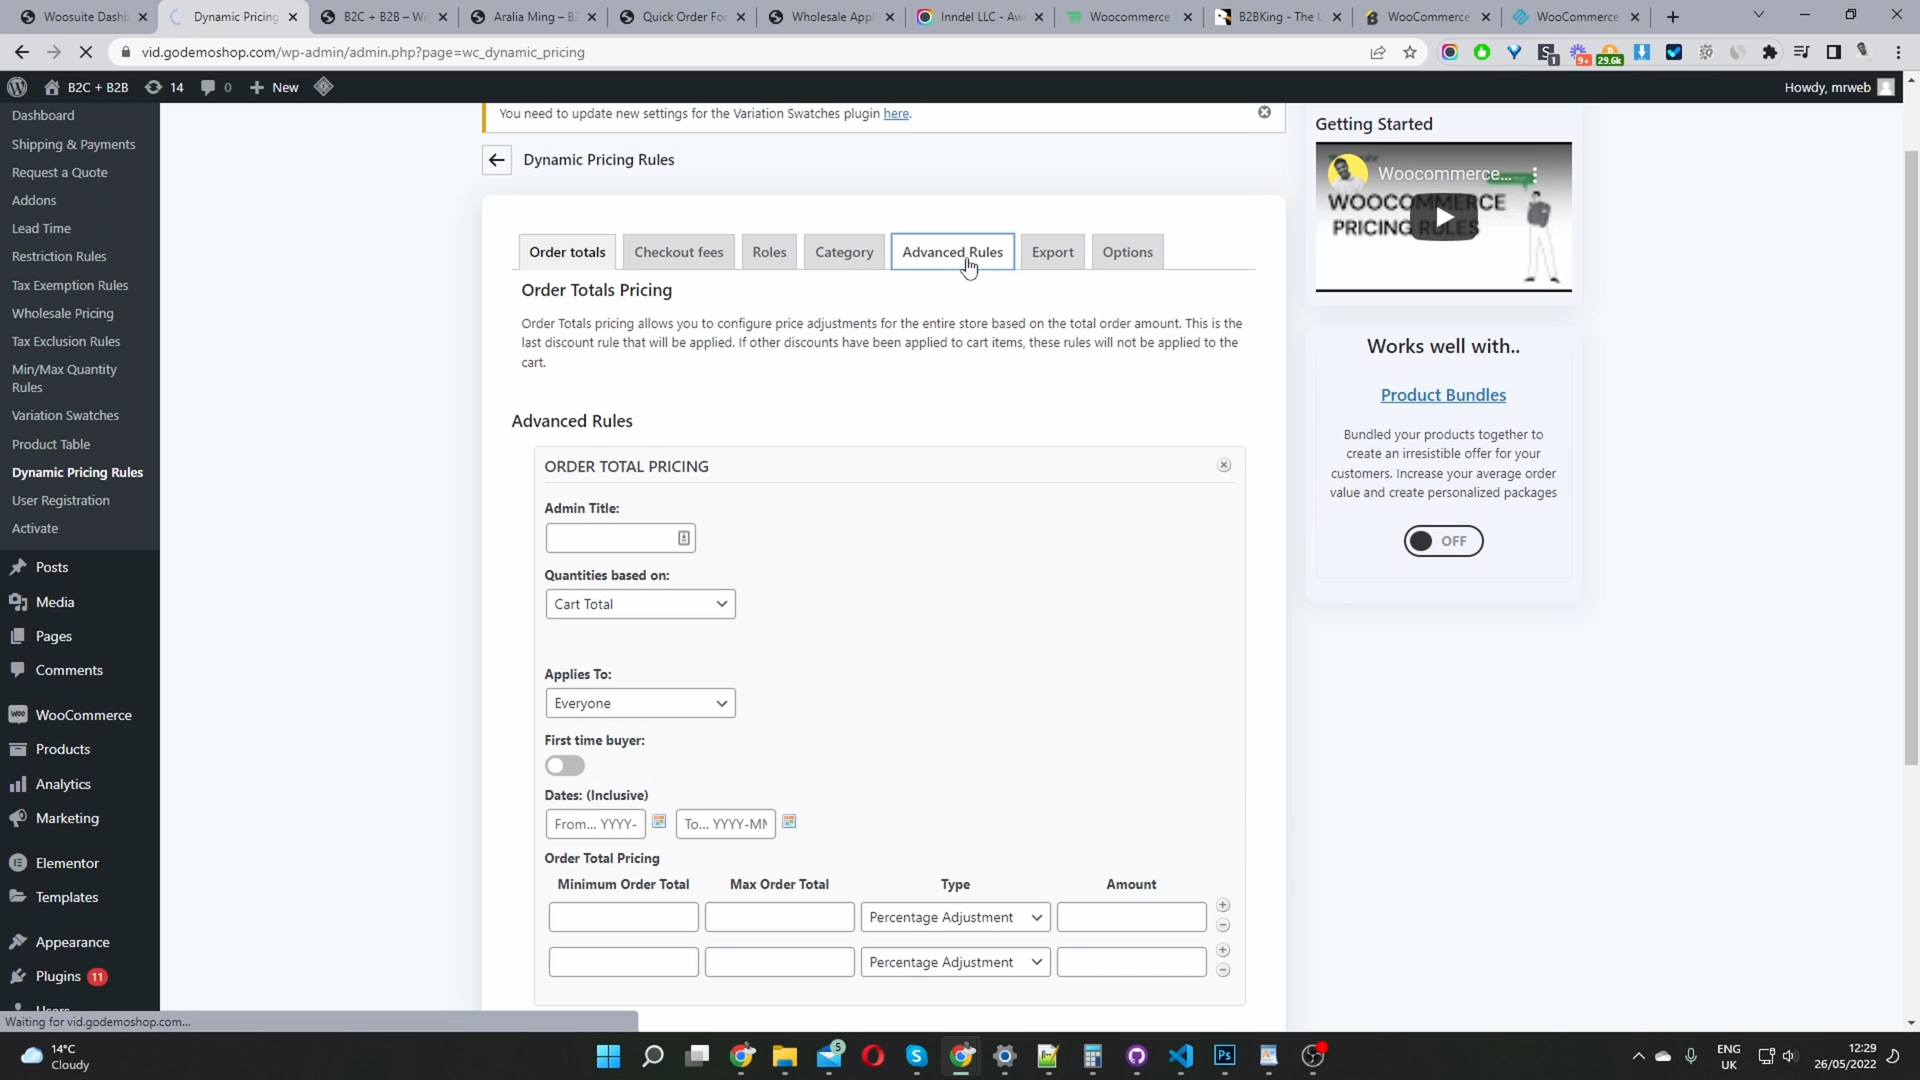 Woosuite Dashb
Dynamic Pricing
B2C + B2B – Wi
Aralia Ming – B2
Quick Order For
Wholesale Appl
Inndel LLC - Aw
Woocommerce
B2BKing - The U
WooCommerce
WooCommerce
vid.godemoshop.com/wp-admin/admin.php?page=wc_dynamic_pricing
1
9+
29.6k
B2C + B2B
14
0
New
Howdy, mrweb
Dashboard
Shipping & Payments
Request a Quote
Addons
Lead Time
Restriction Rules
Tax Exemption Rules
Wholesale Pricing
Tax Exclusion Rules
Min/Max Quantity
Rules
Variation Swatches
Product Table
Dynamic Pricing Rules
User Registration
Activate
Posts
Media
Pages
Comments
WooCommerce
Products
Analytics
Marketing
Elementor
Templates
Appearance
Plugins 11
Users
Waiting for vid.godemoshop.com...
You need to update new settings for the Variation Swatches plugin here.
Dynamic Pricing Rules
Order totals
Checkout fees
Roles
Category
Advanced Rules
Export
Options
Order Totals Pricing
Order Totals pricing allows you to configure price adjustments for the entire store based on the total order amount. This is the
last discount rule that will be applied. If other discounts have been applied to cart items, these rules will not be applied to the
cart.
Advanced Rules
ORDER TOTAL PRICING
Admin Title:
Quantities based on:
Cart Total
Applies To:
Everyone
First time buyer:
Dates: (Inclusive)
From... YYYY-
To... YYYY-MM
Order Total Pricing
Minimum Order Total
Max Order Total
Type
Amount
Percentage Adjustment
Percentage Adjustment
Getting Started
Woocommerce...
WOOCOMMERCE
PRICING RULES
Works well with..
Product Bundles
Bundled your products together to
create an irresistible offer for your
customers. Increase your average order
value and create personalized packages
OFF
14°C
Cloudy
5
Ps
ENG
UK
12:29
26/05/2022